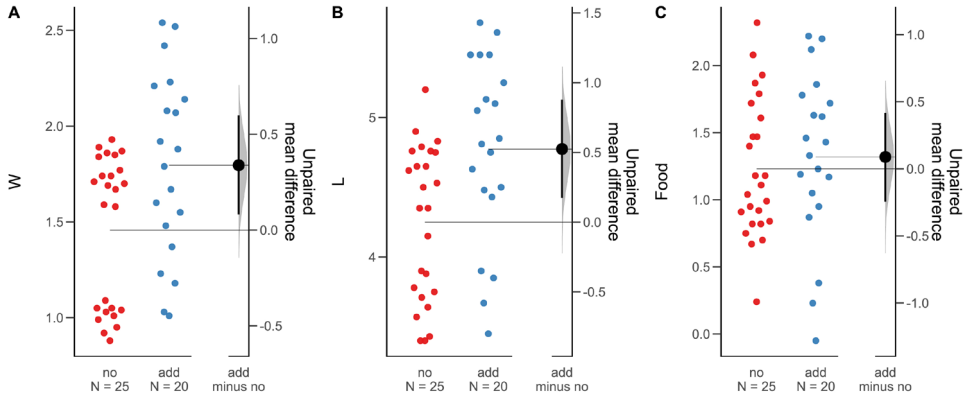 A
B
C
2.5
2.0
1.5
1.0
W
1.0
0.5
0.0
-0.5
Unpaired
mean difference
no
N = 25
add
N = 20
add
minus no
5
4
L
1.5
1.0
0.5
0.0
-0.5
Unpaired
mean difference
no
N = 25
add
N = 20
add
minus no
2.0
1.5
1.0
0.5
0.0
Food
1.0
0.5
0.0
-0.5
-1.0
Unpaired
mean difference
no
N = 25
add
N = 20
add
minus no